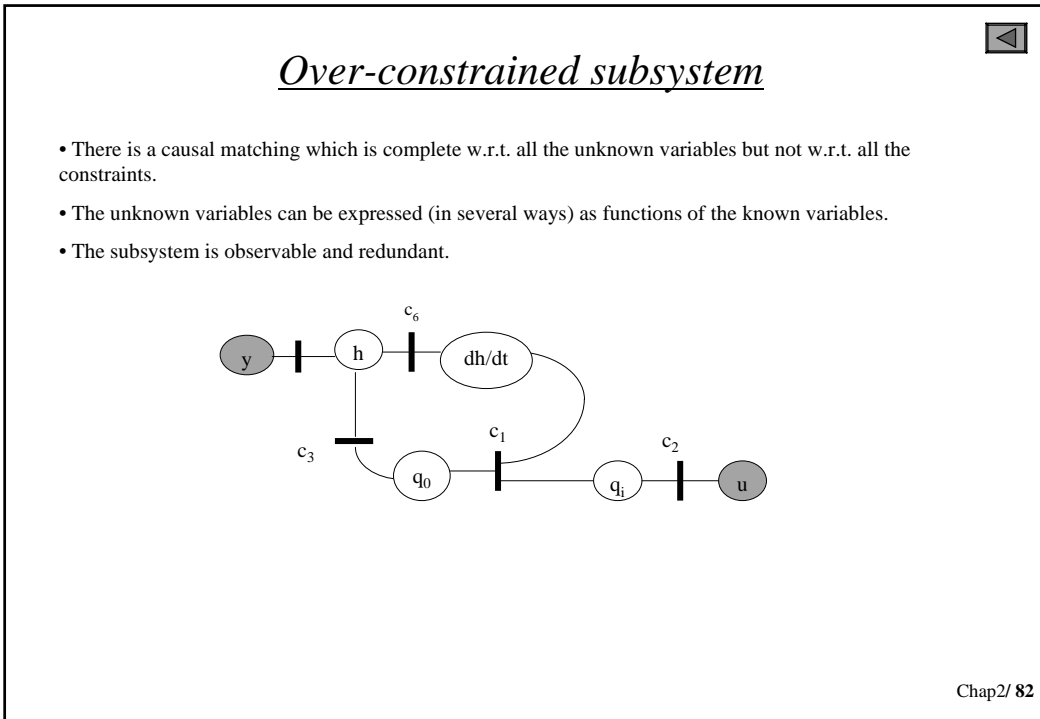 Over-constrained subsystem
• There is a causal matching which is complete w.r.t. all the unknown variables but not w.r.t. all the
constraints.
• The unknown variables can be expressed (in several ways) as functions of the known variables.
• The subsystem is observable and redundant.
c6
y
h
dh/dt
c3
c1
c2
q0
qi
u
Chap2/ 82